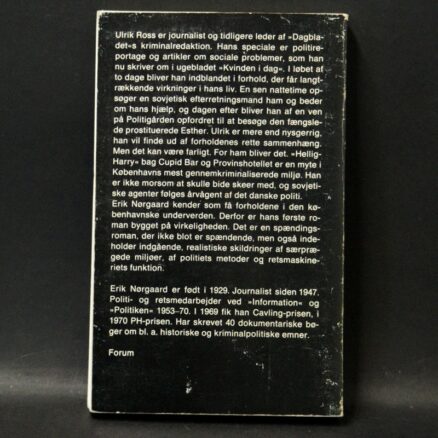 Ulrik Ross er journalist og tidligere leder af »Dagbla-
det«s kriminalredaktion. Hans speciale er politire-
portage og artikler om sociale problemer, som han
nu skriver om i ugebladet »Kvinden i dag«. I løbet af
to dage bliver han indblandet i forhold, der får langt-
rækkende virkninger i hans liv. En sen nattetime op-
søger en sovjetisk efterretningsmand ham og beder
om hans hjælp, og dagen efter bliver han af en ven
på Politigården opfordret til at besøge den fængsle-
de prostituerede Esther. Ulrik er mere end nysgerrig,
han vil finde ud af forholdenes rette sammenhæng.
Men det kan være farligt. For ham bliver det. »Hellig-
Harry« bag Cupid Bar og Provinshotellet er en myte i
Københavns mest gennemkriminaliserede miljø. Han
er ikke morsom at skulle bide skeer med, og sovjeti-
ske agenter følges årvågent af det danske politi.
Erik Nørgaard kender som få forholdene i den kø-
benhavnske underverden. Derfor er hans første ro-
man bygget på virkeligheden. Det er en spændings-
roman, der ikke blot er spændende, men også inde-
holder indgående, realistiske skildringer af særpræ-
gede miljøer, af politiets metoder og retsmaskine-
riets funktion.
Erik Nørgaard er født i 1929. Journalist siden 1947.
Politi- og retsmedarbejder ved »Information« og
»Politiken« 1953-70. I 1969 fik han Cavling-prisen, i
1970 PH-prisen. Har skrevet 40 dokumentariske bø-
ger om bl. a. historiske og kriminalpolitiske emner.
Forum